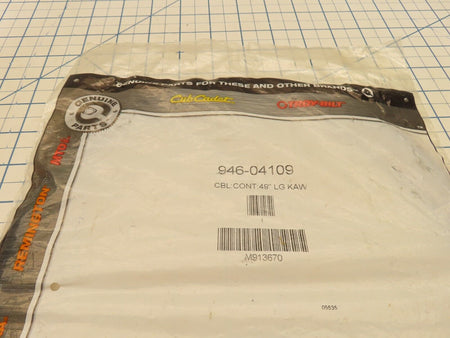 GENUINE PARTS FOR THESE AND OTHER BRANDS
Cub Cadet
TROY-BILT
GENUINE
PARTS
REMINGTON
946-04109
CBL:CONT:49" LG KAW
M913670
05535